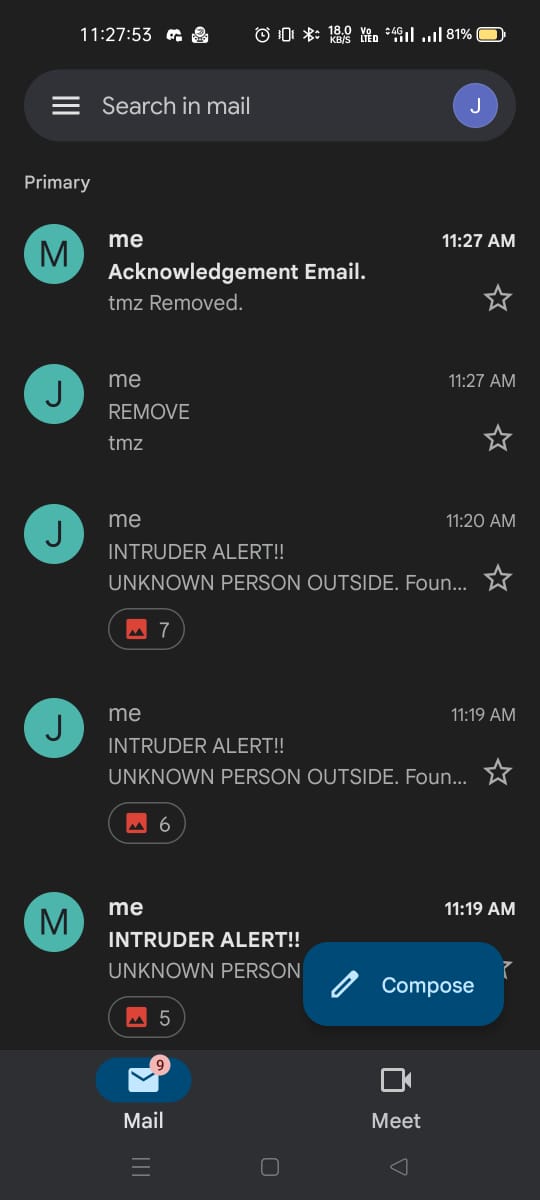 11:27:53
18.0 KB/S
Vo LTED
4G
81%
Search in mail
J
Primary
M
me
11:27 AM
Acknowledgement Email.
tmz Removed.
J
me
11:27 AM
REMOVE
tmz
J
me
11:20 AM
INTRUDER ALERT!!
UNKNOWN PERSON OUTSIDE. Foun...
7
J
me
11:19 AM
INTRUDER ALERT!!
UNKNOWN PERSON OUTSIDE. Foun...
6
M
me
11:19 AM
INTRUDER ALERT!!
UNKNOWN PERSON
5
Compose
9
Mail
Meet